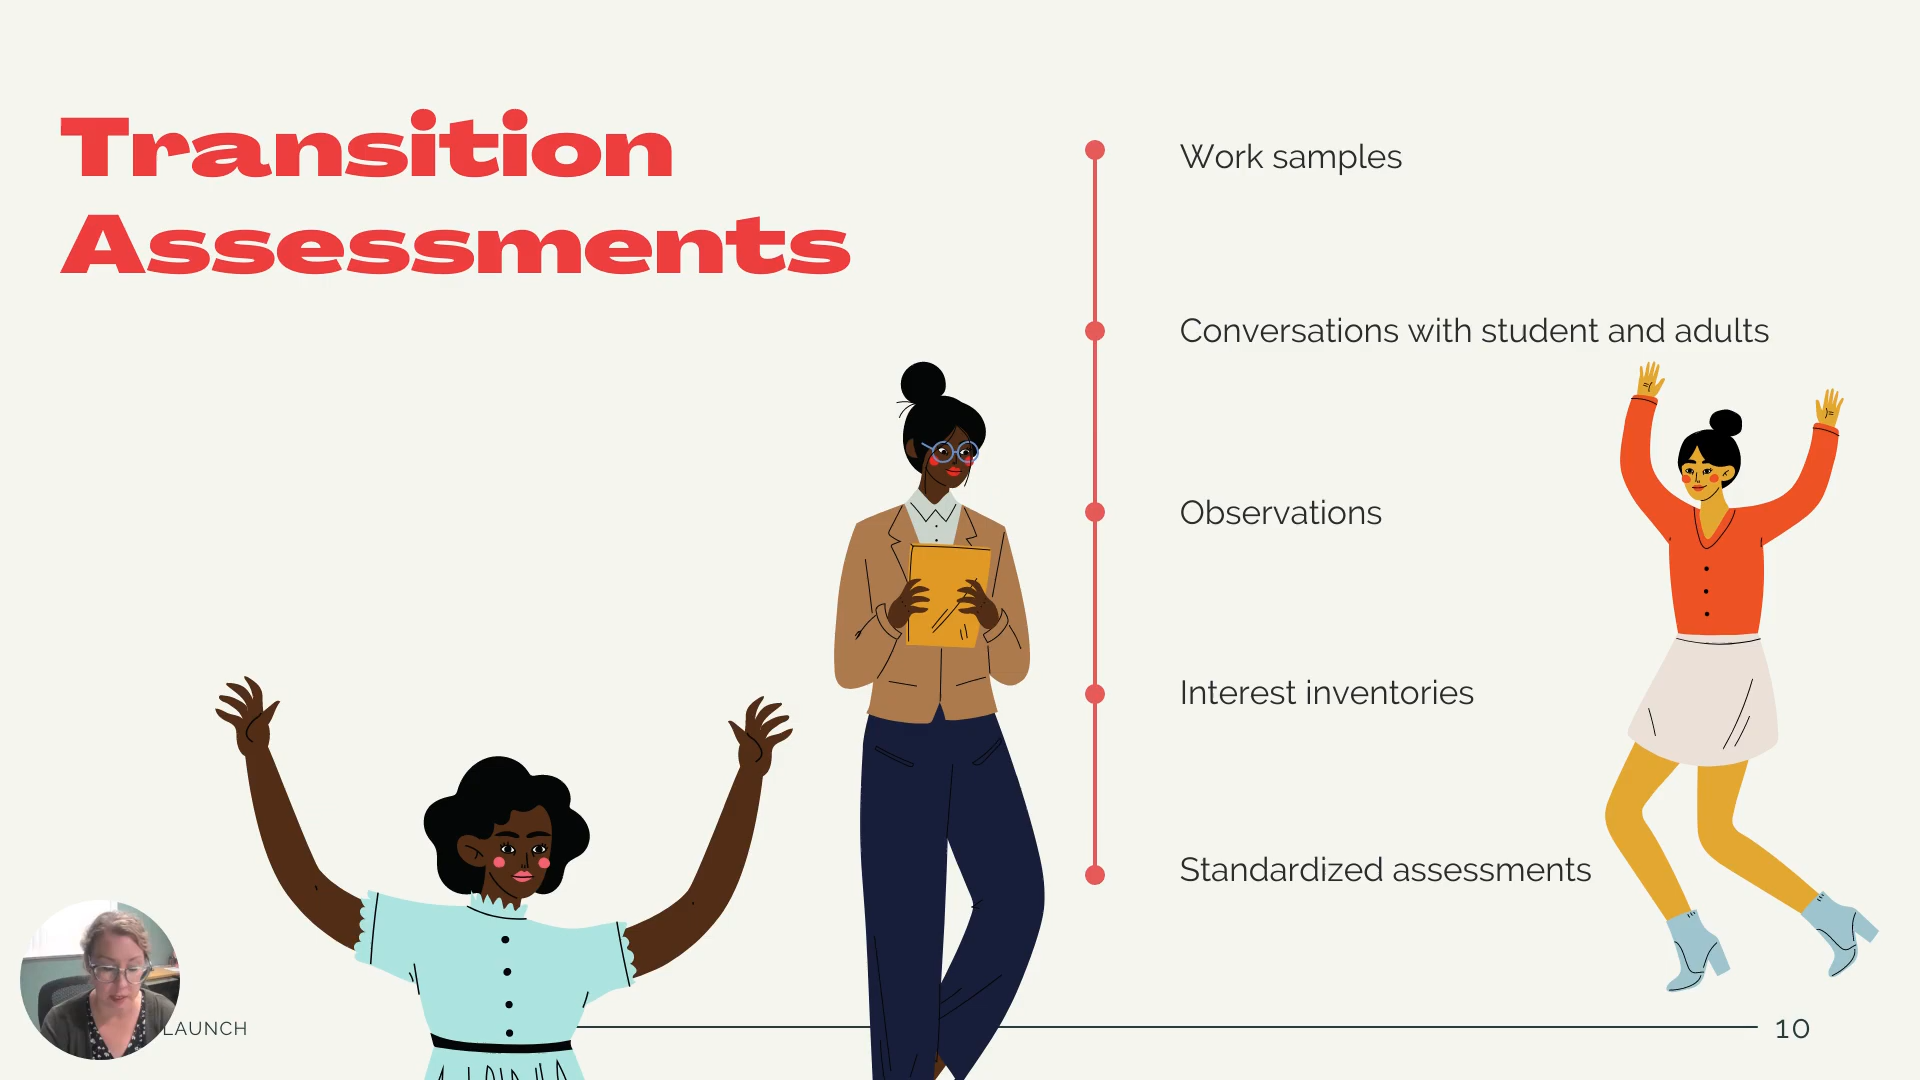 Transition
Assessments
Work samples
Conversations with student and adults
Observations
Interest inventories
Standardized assessments
LAUNCH
10